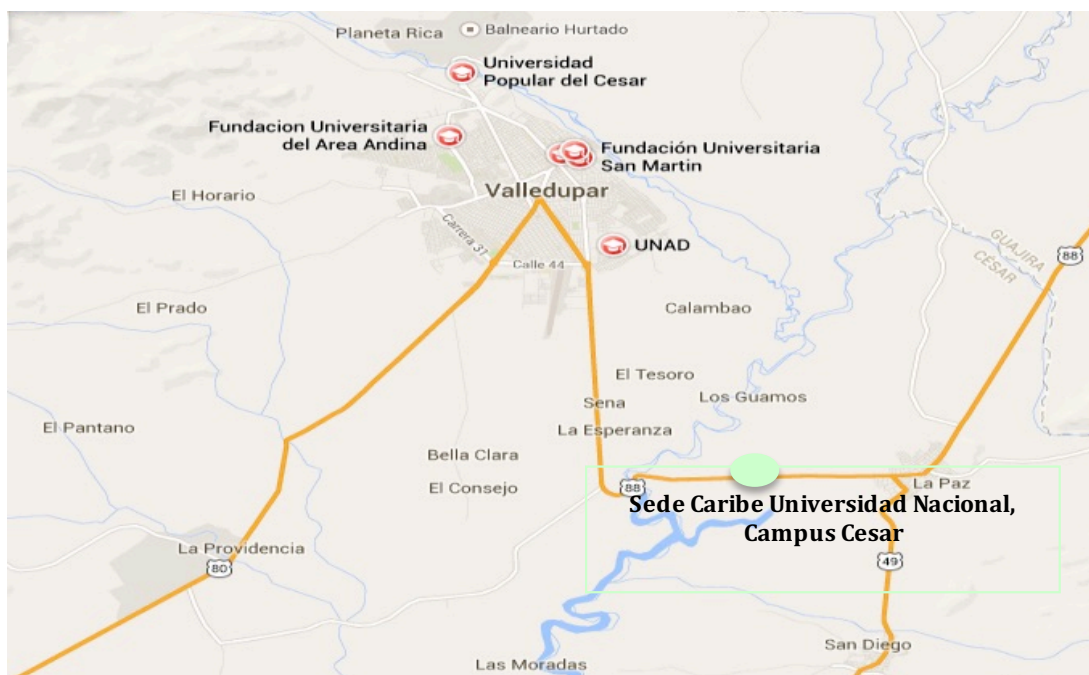 Planeta Rica
Balneario Hurtado
Universidad
Popular del Cesar
Fundacion Universitaria
del Area Andina
Fundación Universitaria
San Martin
El Horario
Valledupar
Carrera 37
UNAD
Calle 44
GUAJIRA
CÉSAR
88
El Prado
Calambao
El Tesoro
Sena
Los Guamos
El Pantano
La Esperanza
Bella Clara
El Consejo
88
La Paz
Sede Caribe Universidad Nacional,
Campus Cesar
La Providencia
80
49
San Diego
Las Moradas